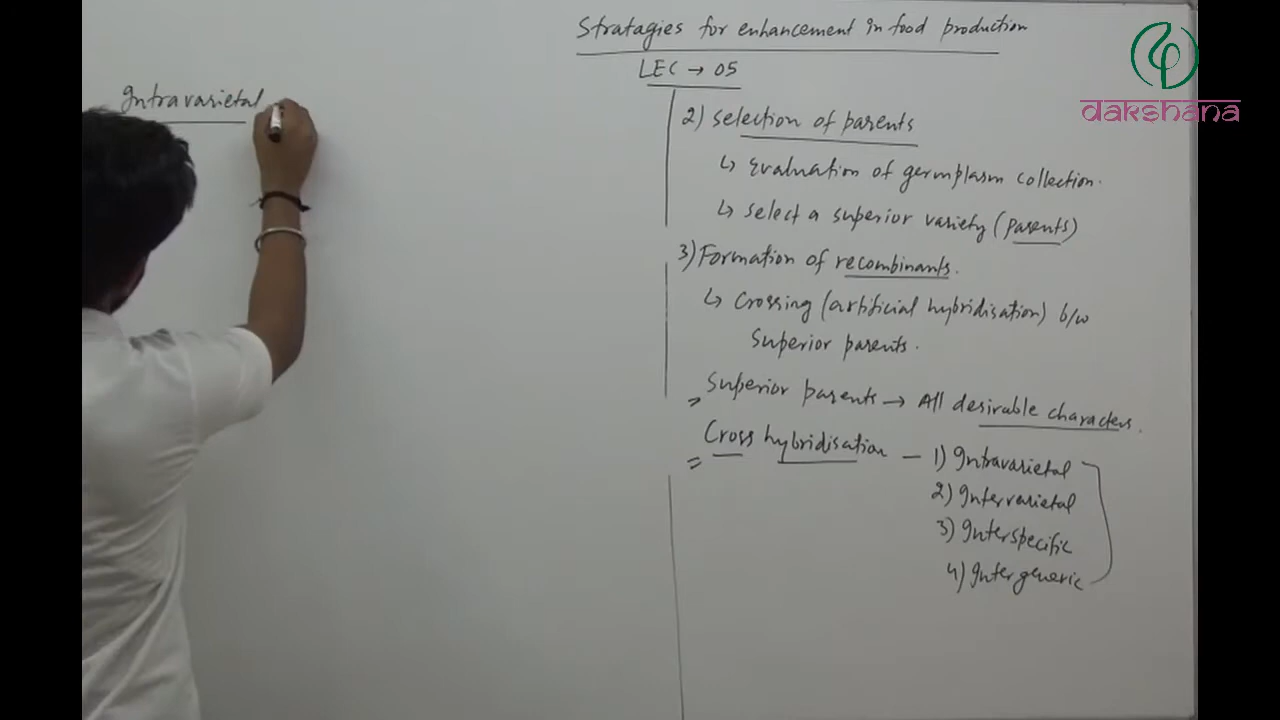 Stratagies for enhancement in food production
LEC → 05
dakshana
Intravarietal
2) Selection of parents
↳ Evaluation of germplasm collection.
↳ Select a superior variety (Parents)
3) Formation of recombinants.
↳ Crossing (artificial hybridisation) b/w
Superior parents.
Superior parents → All desirable characters.
Cross hybridisation — 1) Intravarietal
2) Intervarietal
3) Interspecific
4) Intergeneric